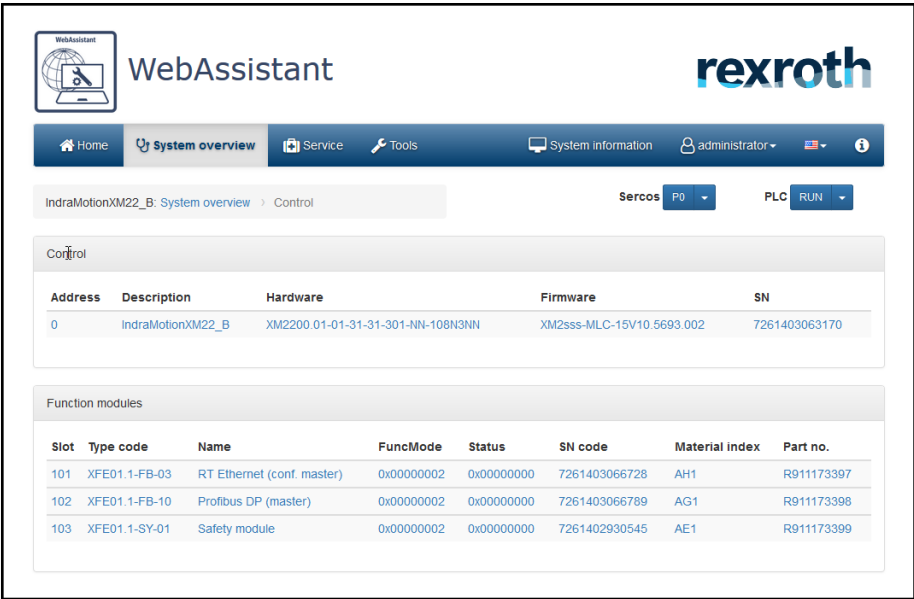 WebAssistant
WebAssistant
rexroth
Home System overview Service Tools System information administrator
IndraMotionXM22_B: System overview > Control Sercos P0 PLC RUN
Control
Address Description Hardware Firmware SN
0 IndraMotionXM22_B XM2200.01-01-31-31-301-NN-108N3NN XM2sss-MLC-15V10.5693.002 7261403063170
Function modules
Slot Type code Name FuncMode Status SN code Material index Part no.
101 XFE01.1-FB-03 RT Ethernet (conf. master) 0x00000002 0x00000000 7261403066728 AH1 R911173397
102 XFE01.1-FB-10 Profibus DP (master) 0x00000002 0x00000000 7261403066789 AG1 R911173398
103 XFE01.1-SY-01 Safety module 0x00000002 0x00000000 7261402930545 AE1 R911173399